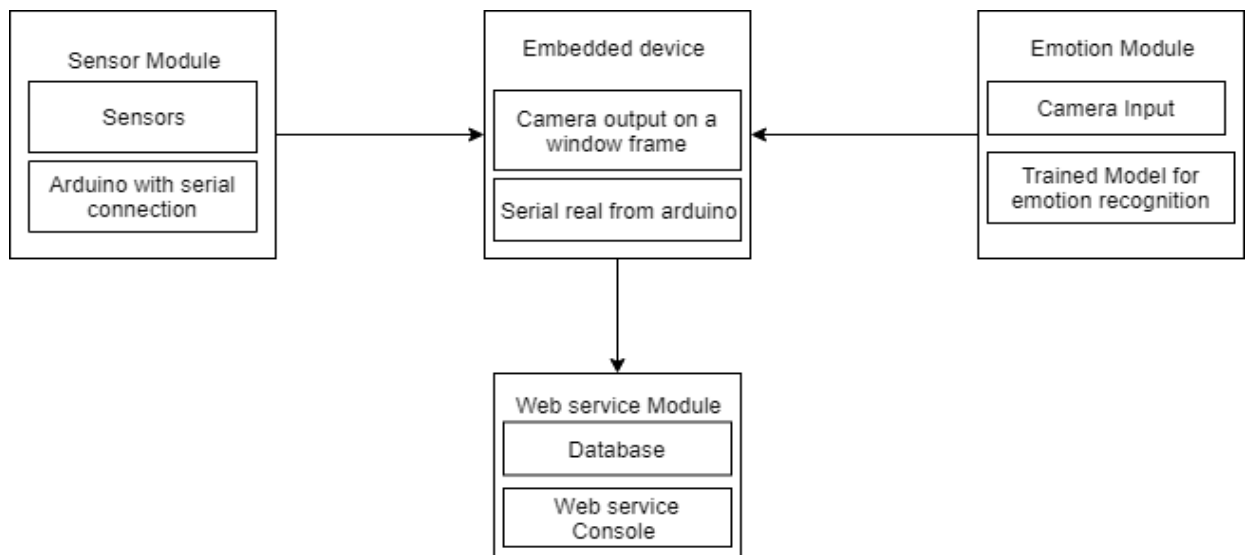 Sensor Module
Sensors
Arduino with serial
connection
Embedded device
Camera output on a
window frame
Serial real from arduino
Emotion Module
Camera Input
Trained Model for
emotion recognition
Web service Module
Database
Web service
Console